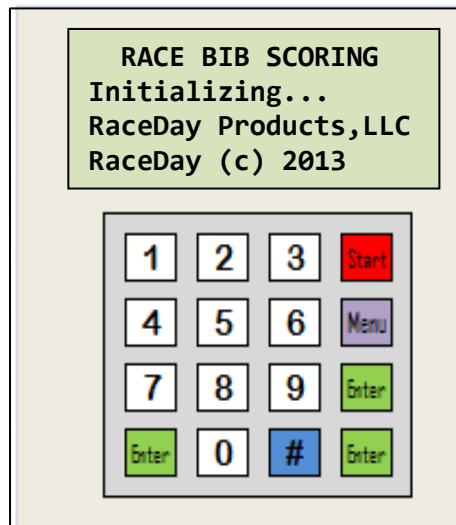 RACE BIB SCORING
Initializing...
RaceDay Products,LLC
RaceDay (c) 2013
1 2 3 Start
4 5 6 Menu
7 8 9 Enter
Enter 0 # Enter